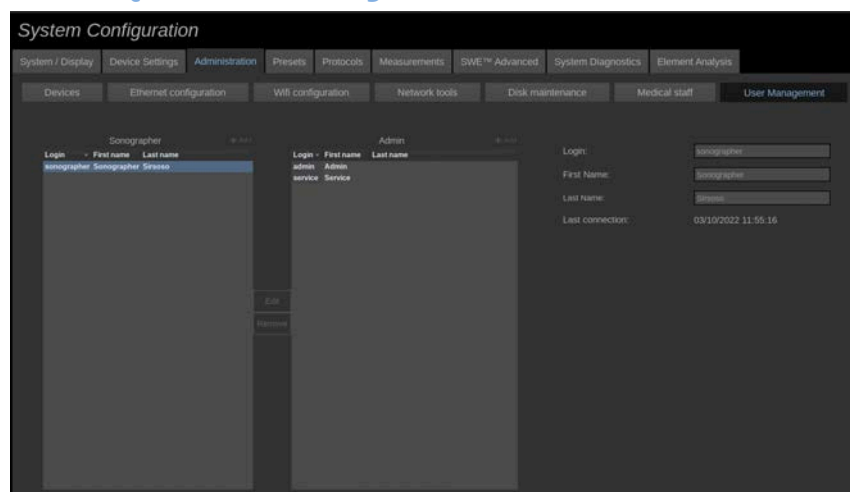 System Configuration
System / Display Device Settings Administration Presets Protocols Measurements SWE™ Advanced System Diagnostics Element Analysis
Devices Ethernet configuration Wifi configuration Network tools Disk maintenance Medical staff User Management
Sonographer Add Admin Add
Login First name Last name Login First name Last name
sonographer Sonographer Sirsoso admin Admin
service Service
Login: sonographer
First Name: Sonographer
Last Name: Sirsoso
Last connection: 03/10/2022 11:55:16
Edit
Remove